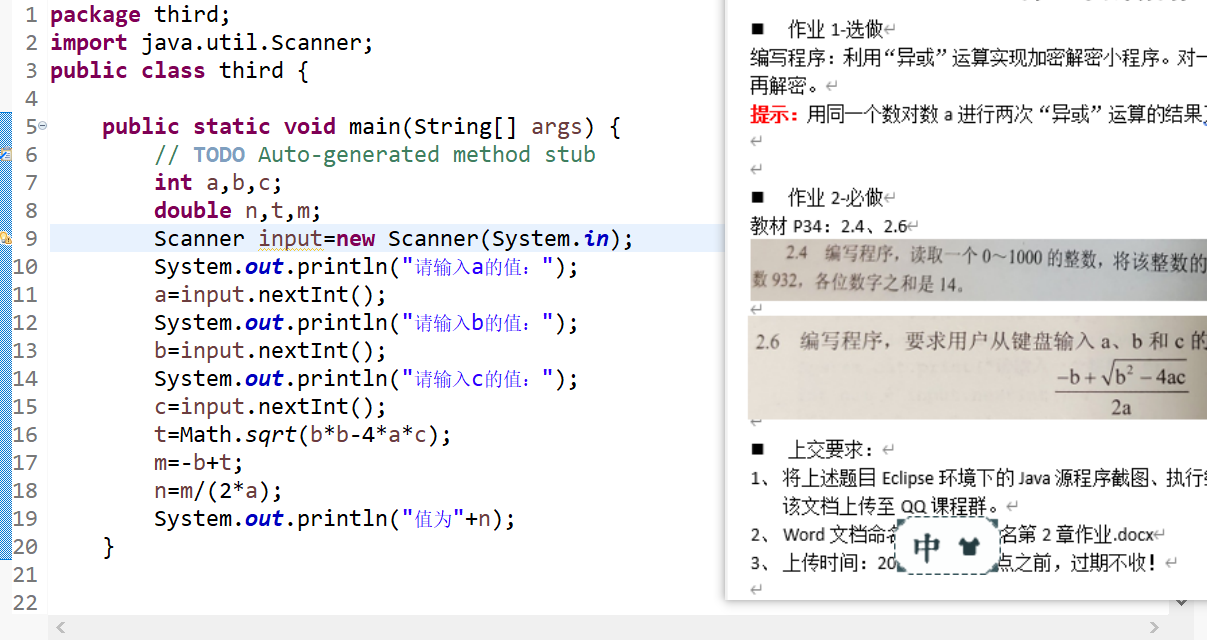 1 package third;
2 import java.util.Scanner;
3 public class third {
4
5 public static void main(String[] args) {
6 // TODO Auto-generated method stub
7 int a,b,c;
8 double n,t,m;
9 Scanner input=new Scanner(System.in);
10 System.out.println("请输入a的值：");
11 a=input.nextInt();
12 System.out.println("请输入b的值：");
13 b=input.nextInt();
14 System.out.println("请输入c的值：");
15 c=input.nextInt();
16 t=Math.sqrt(b*b-4*a*c);
17 m=-b+t;
18 n=m/(2*a);
19 System.out.println("值为"+n);
20 }
21
22
■ 作业 1-选做
编写程序：利用“异或”运算实现加密解密小程序。对一
再解密。
提示：用同一个数对数 a 进行两次“异或”运算的结果
■ 作业 2-必做
教材 P34：2.4、2.6
2.4 编写程序，读取一个 0～1000 的整数，将该整数的
数 932，各位数字之和是 14。
2.6 编写程序，要求用户从键盘输入 a、b 和 c 的
-b+√b²-4ac
2a
■ 上交要求：
1、 将上述题目 Eclipse 环境下的 Java 源程序截图、执行
该文档上传至 QQ 课程群。
2、 Word 文档命名 中 名第 2 章作业.docx
3、 上传时间：20 点之前，过期不收！